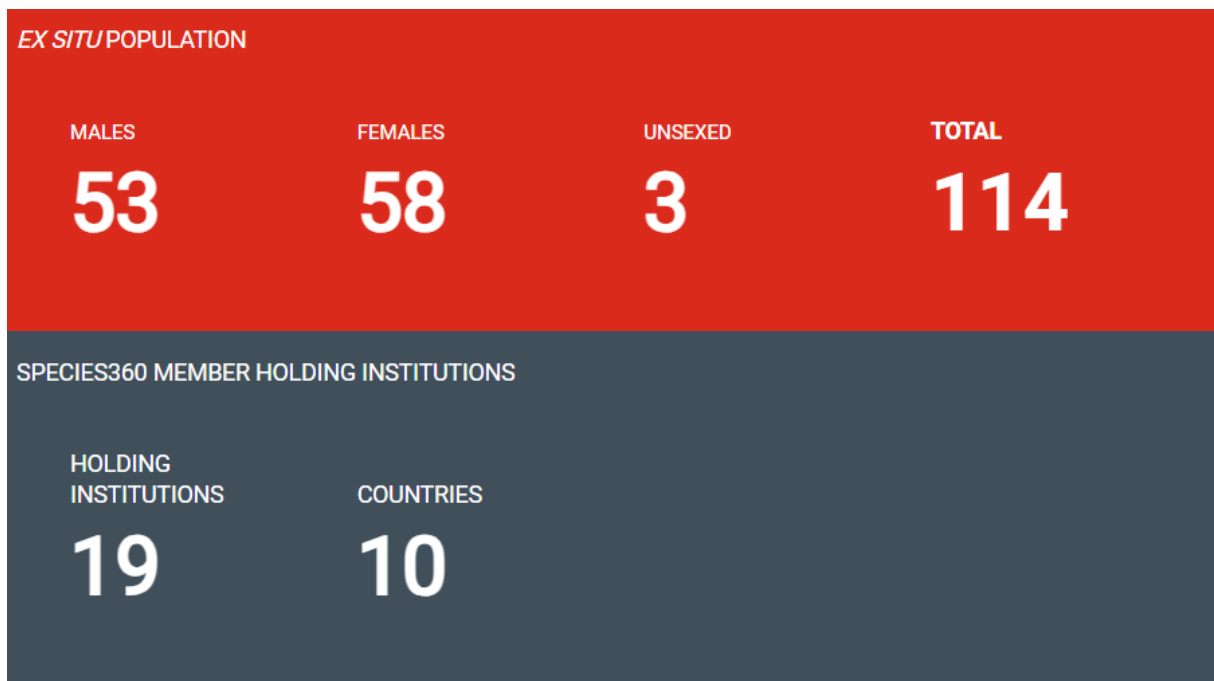 EX SITU POPULATION
MALES
53
FEMALES
58
UNSEXED
3
TOTAL
114
SPECIES360 MEMBER HOLDING INSTITUTIONS
HOLDING
INSTITUTIONS
19
COUNTRIES
10